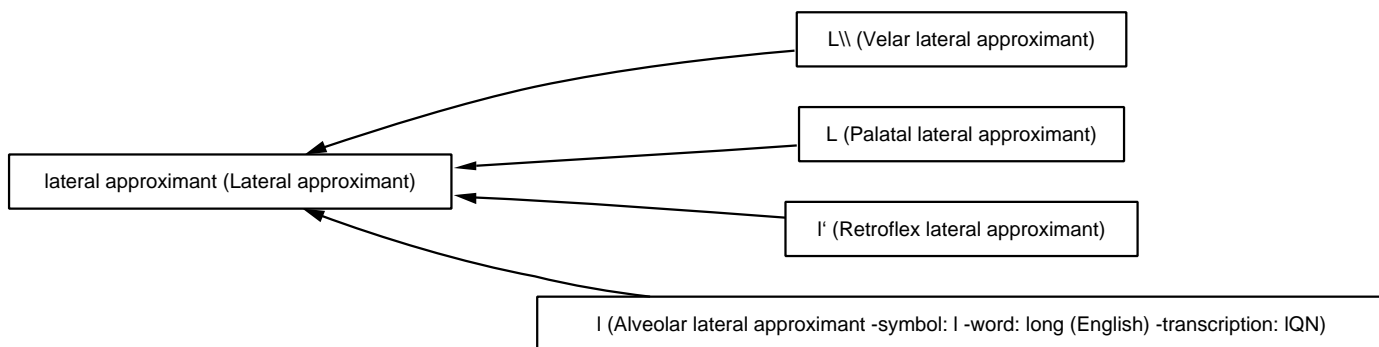 L\\ (Velar lateral approximant)
L (Palatal lateral approximant)
lateral approximant (Lateral approximant)
l‘ (Retroflex lateral approximant)
l (Alveolar lateral approximant -symbol: l -word: long (English) -transcription: lQN)